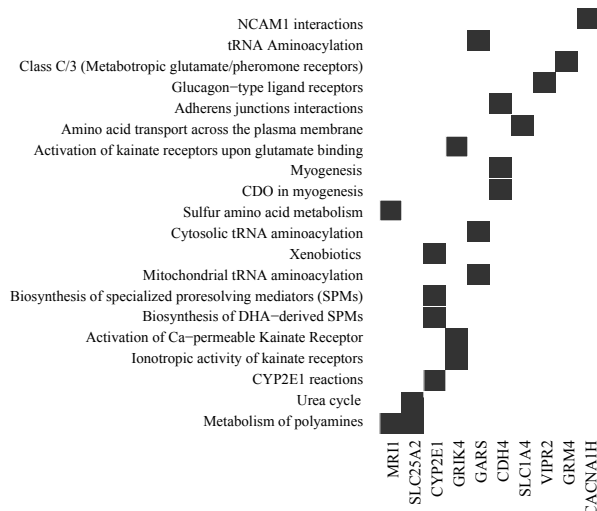 NCAM1 interactions
tRNA Aminoacylation
Class C/3 (Metabotropic glutamate/pheromone receptors)
Glucagon−type ligand receptors
Adherens junctions interactions
Amino acid transport across the plasma membrane
Activation of kainate receptors upon glutamate binding
Myogenesis
CDO in myogenesis
Sulfur amino acid metabolism
Cytosolic tRNA aminoacylation
Xenobiotics
Mitochondrial tRNA aminoacylation
Biosynthesis of specialized proresolving mediators (SPMs)
Biosynthesis of DHA−derived SPMs
Activation of Ca−permeable Kainate Receptor
Ionotropic activity of kainate receptors
CYP2E1 reactions
Urea cycle
Metabolism of polyamines
MRI1
SLC25A2
CYP2E1
GRIK4
GARS
CDH4
SLC1A4
VIPR2
GRM4
CACNA1H